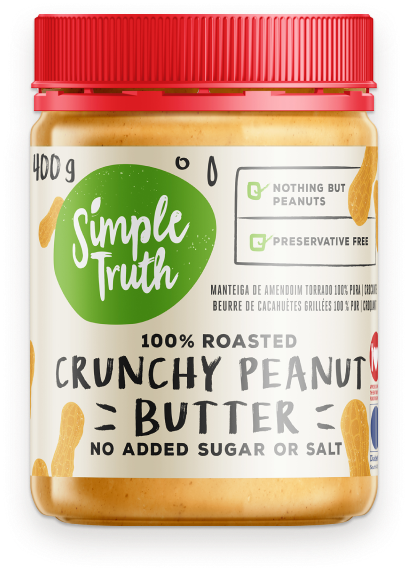 400 g
Simple
Truth
NOTHING BUT
PEANUTS
PRESERVATIVE FREE
MANTEIGA DE AMENDOIM TORRADO 100% PURA |
BEURRE DE CACAHUÈTES GRILLÉES 100% PUR |
100% ROASTED
CRUNCHY PEANUT
BUTTER
NO ADDED SUGAR OR SALT